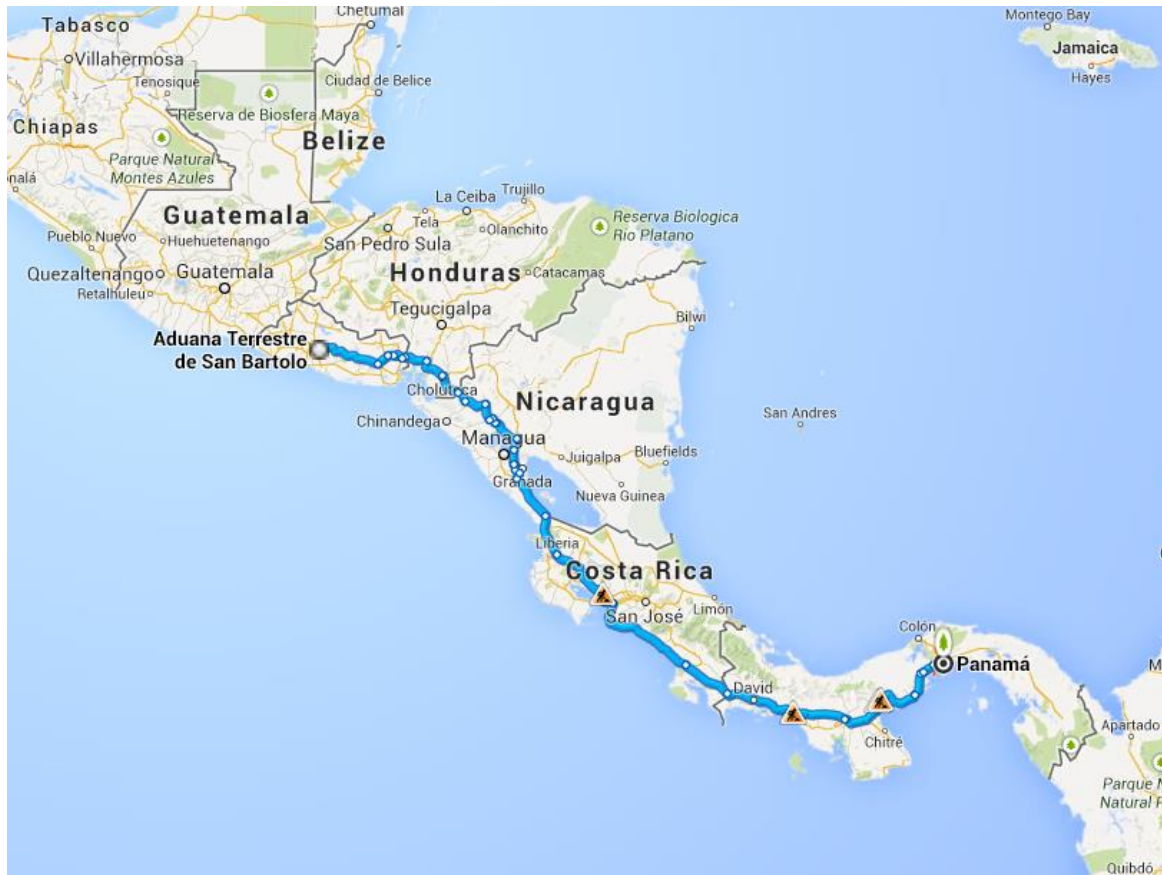 Chetumal
Montego Bay
Tabasco
Jamaica
Villahermosa
Tenosique
Ciudad de Belice
Hayes
Reserva de Biosfera Maya
Chiapas
Belize
Parque Natural
Montes Azules
Trujillo
La Ceiba
Guatemala
Tela
Reserva Biologica
Rio Platano
Olanchito
Pueblo Nuevo
Huehuetenango
San Pedro Sula
Honduras
Catacamas
Quezaltenango
Guatemala
Retalhuleu
Tegucigalpa
Bilwi
Aduana Terrestre
de San Bartolo
Choluteca
Nicaragua
San Andres
Chinandega
Managua
Juigalpa
Bluefields
Granada
Nueva Guinea
Liberia
Costa Rica
Limón
San José
Colón
Panamá
David
Chitré
Apartado
Parque
Natural
Quibdó